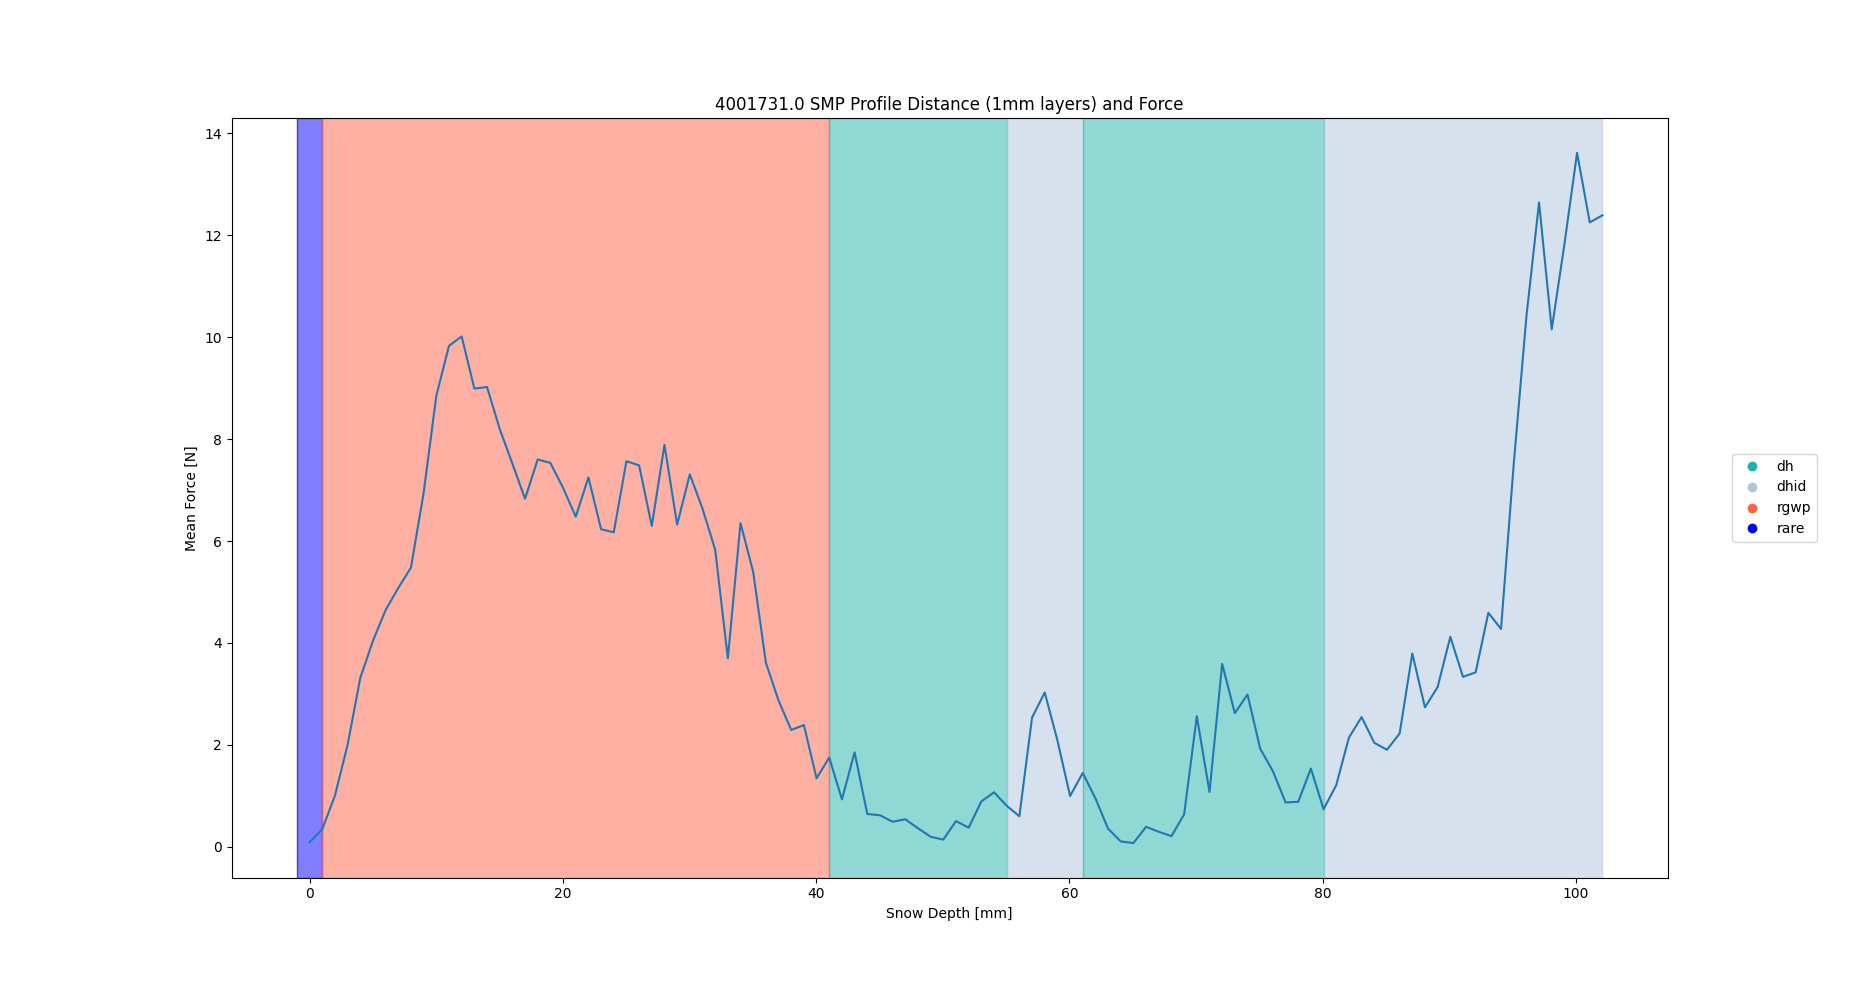 4001731.0 SMP Profile Distance (1mm layers) and Force
14
12
10
8
6
4
2
0
Mean Force [N]
0 20 40 60 80 100
Snow Depth [mm]
dh
dhid
rgwp
rare